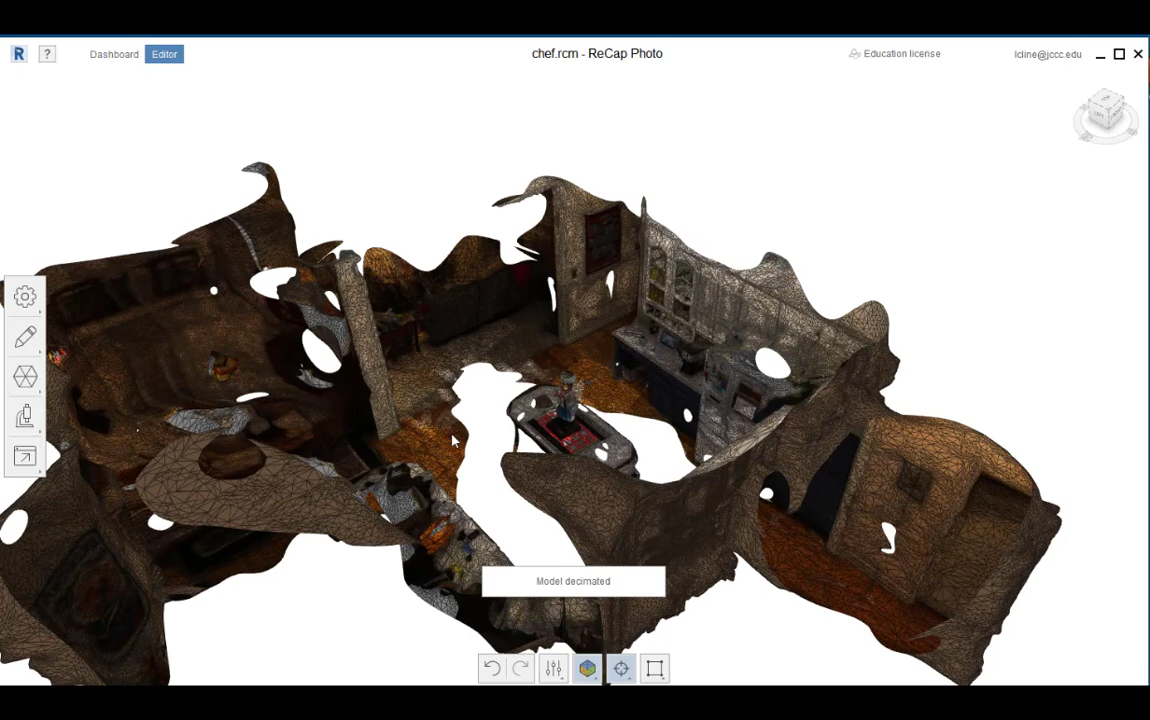 R ? Dashboard Editor chef.rcm - ReCap Photo Education license lcline@jccc.edu
Model decimated